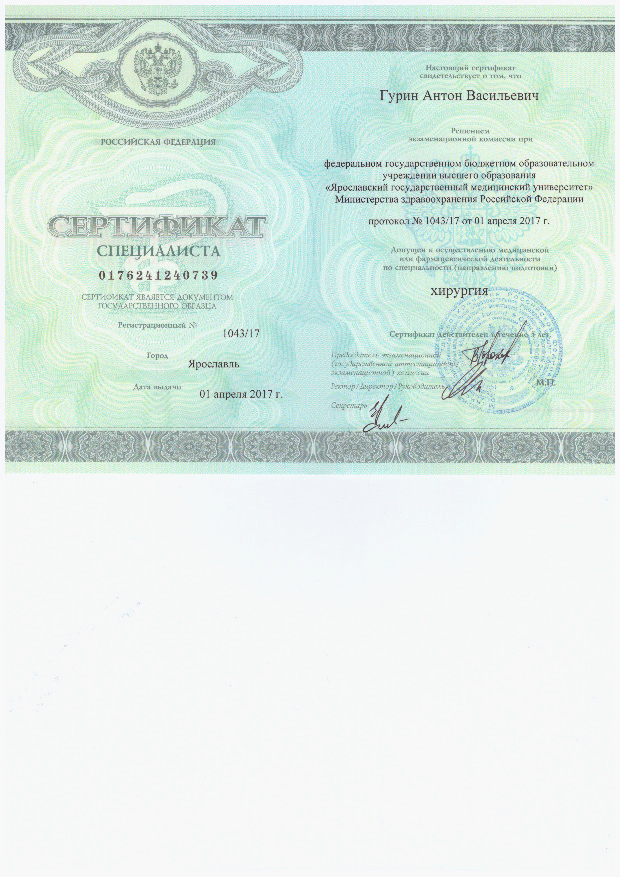 РОССИЙСКАЯ ФЕДЕРАЦИЯ
СЕРТИФИКАТ
СПЕЦИАЛИСТА
0176241240739
СЕРТИФИКАТ ЯВЛЯЕТСЯ ДОКУМЕНТОМ
ГОСУДАРСТВЕННОГО ОБРАЗЦА
Регистрационный №
1043/17
Город
Ярославль
Дата выдачи
01 апреля 2017 г.
Настоящий сертификат
свидетельствует о том, что
Гурин Антон Васильевич
Решением
экзаменационной комиссии при
федеральном государственном бюджетном образовательном
учреждении высшего образования
«Ярославский государственный медицинский университет»
Министерства здравоохранения Российской Федерации
протокол № 1043/17 от 01 апреля 2017 г.
Допущен к осуществлению медицинской
или фармацевтической деятельности
по специальности (направлению подготовки)
хирургия
Сертификат действителен в течение 5 лет.
Председатель экзаменационной
(государственной аттестационной,
экзаменационной) комиссии
Ректор/Директор/Руководитель
М.П.
Секретарь